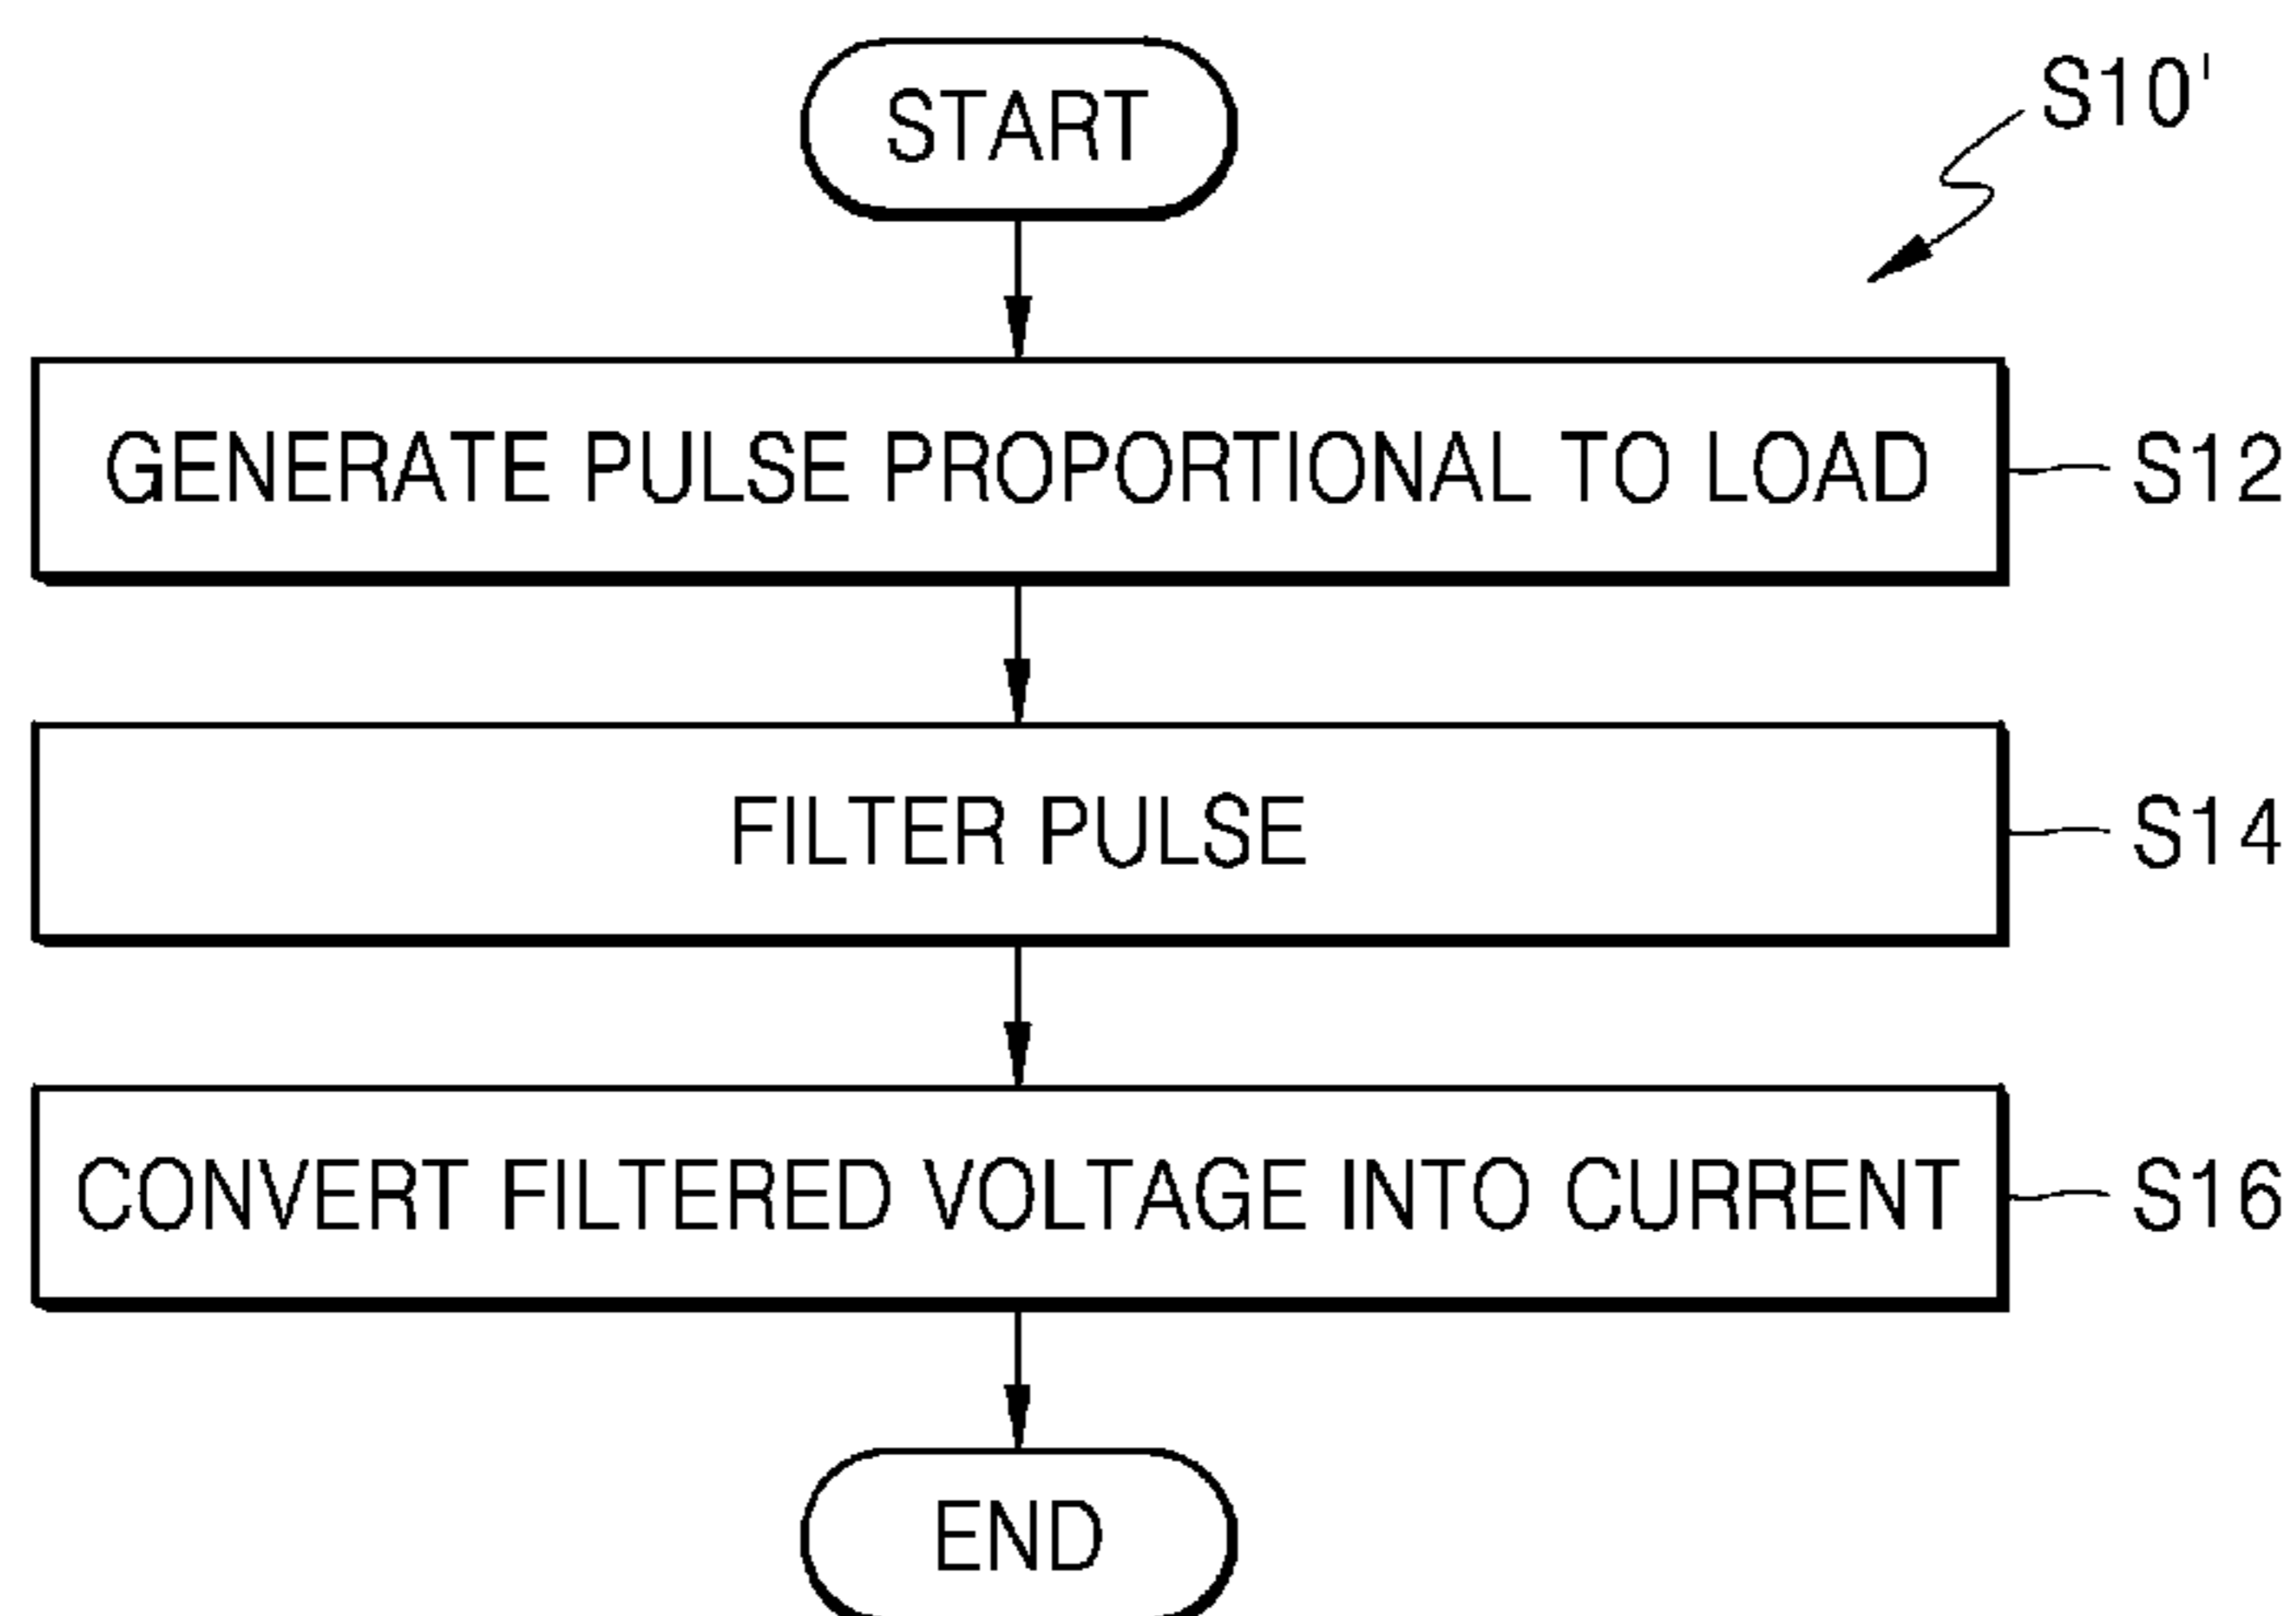 START
S10'
GENERATE PULSE PROPORTIONAL TO LOAD
S12
FILTER PULSE
S14
CONVERT FILTERED VOLTAGE INTO CURRENT
S16
END